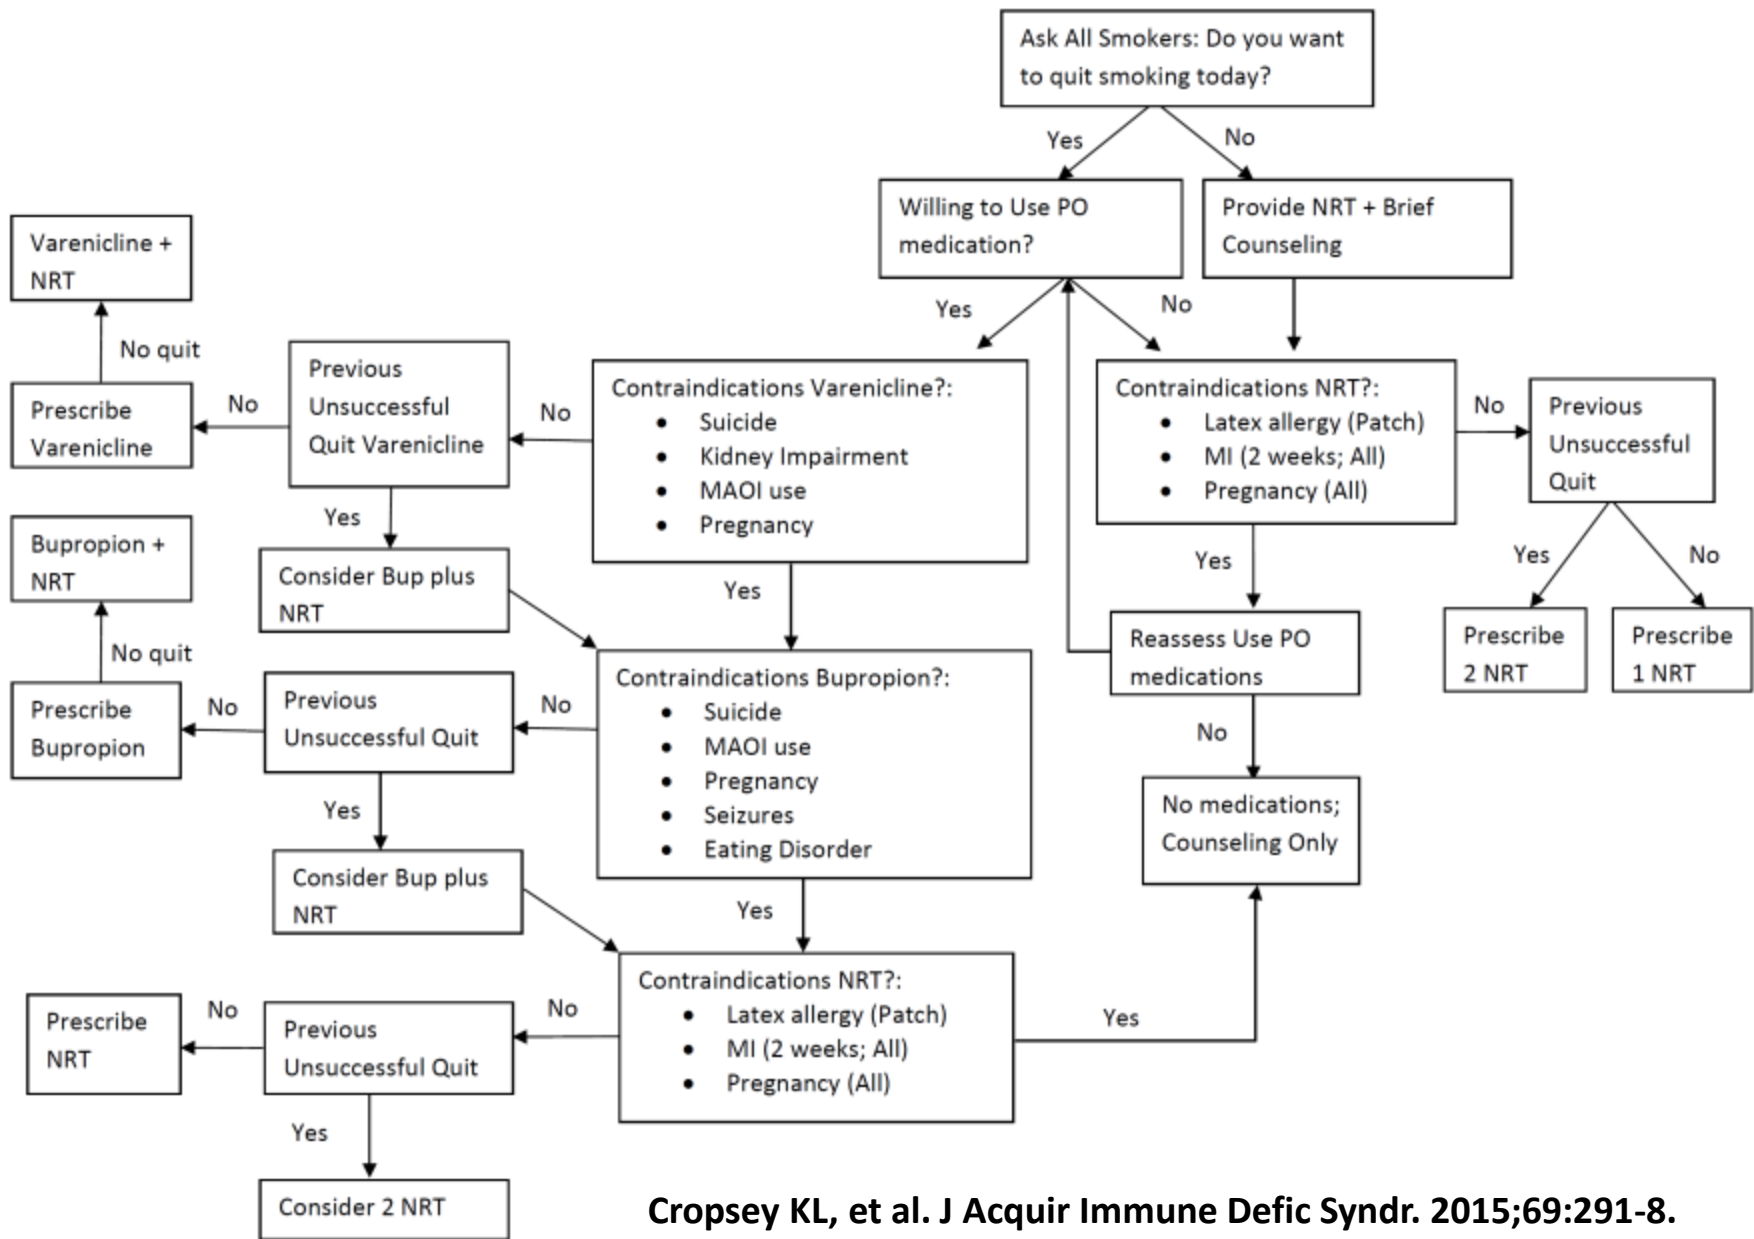 Ask All Smokers: Do you want
to quit smoking today?
Yes
No
Willing to Use PO
medication?
Provide NRT + Brief
Counseling
Yes
No
Varenicline +
NRT
No quit
Prescribe
Varenicline
No
Previous
Unsuccessful
Quit Varenicline
No
Contraindications Varenicline?:
• Suicide
• Kidney Impairment
• MAOI use
• Pregnancy
Contraindications NRT?:
• Latex allergy (Patch)
• MI (2 weeks; All)
• Pregnancy (All)
No
Previous
Unsuccessful
Quit
Yes
No
Prescribe
2 NRT
Prescribe
1 NRT
Yes
Reassess Use PO
medications
No
No medications;
Counseling Only
Yes
Consider Bup plus
NRT
Yes
Bupropion +
NRT
No quit
Prescribe
Bupropion
No
Previous
Unsuccessful Quit
No
Contraindications Bupropion?:
• Suicide
• MAOI use
• Pregnancy
• Seizures
• Eating Disorder
Yes
Consider Bup plus
NRT
Yes
Contraindications NRT?:
• Latex allergy (Patch)
• MI (2 weeks; All)
• Pregnancy (All)
Yes
No
Previous
Unsuccessful Quit
No
Prescribe
NRT
Yes
Consider 2 NRT
Cropsey KL, et al. J Acquir Immune Defic Syndr. 2015;69:291-8.